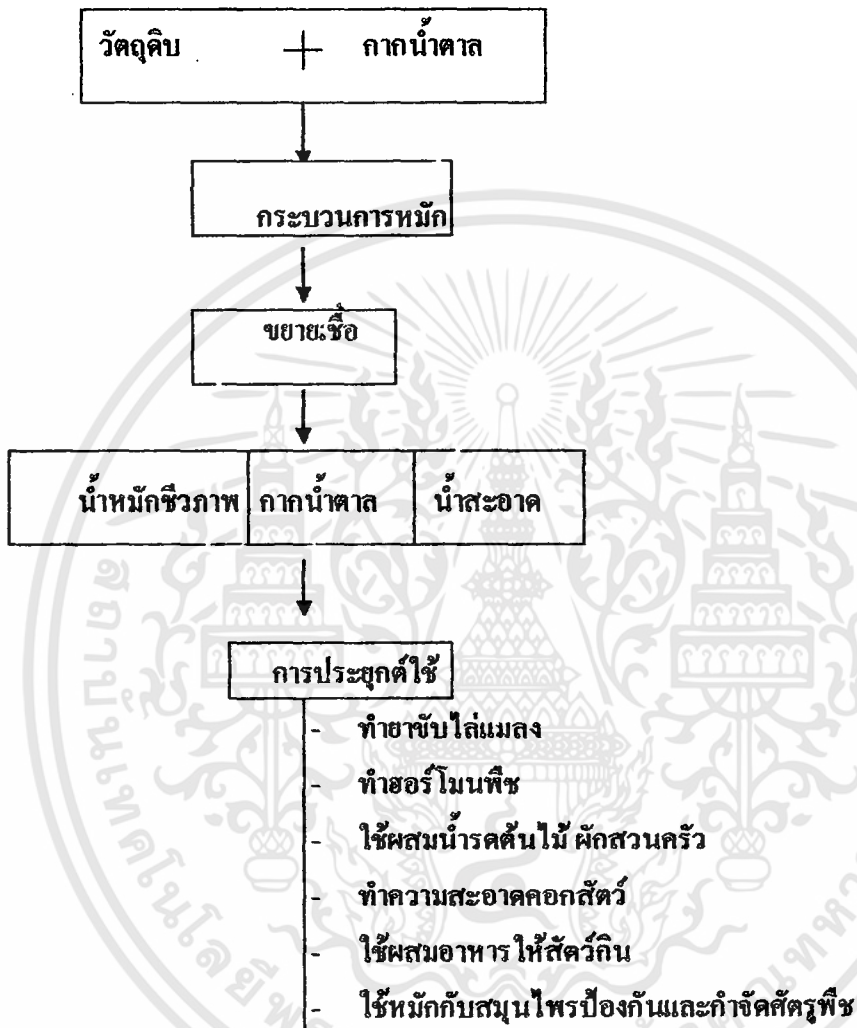 วัตถุดิบ + กากน้ำตาล
กระบวนการหมัก
ขยายเชื้อ
น้ำหมักชีวภาพ กากน้ำตาล น้ำสะอาด
การประยุกต์ใช้
- ทำยาขับไล่แมลง
- ทำฮอร์โมนพืช
- ใช้ผสมน้ำรดต้นไม้ ผักสวนครัว
- ทำความสะอาดคอกสัตว์
- ใช้ผสมอาหารให้สัตว์กิน
- ใช้หมักกับสมุนไพรป้องกันและกำจัดศัตรูพืช